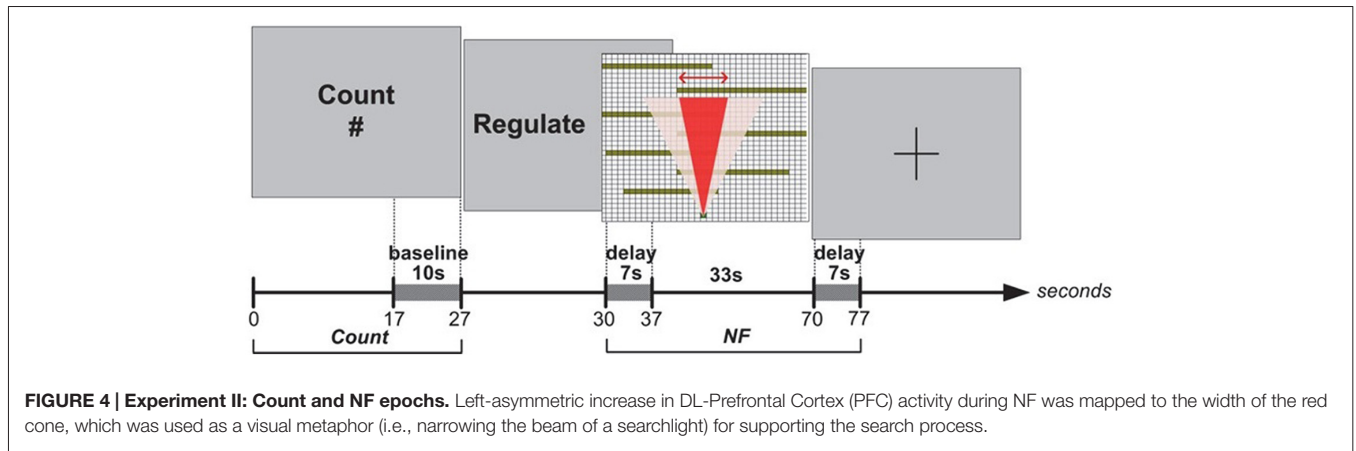 Count
#
Regulate
baseline
10s
delay
7s
33s
delay
7s
seconds
0 17 27 30 37 70 77
Count NF
FIGURE 4 | Experiment II: Count and NF epochs. Left-asymmetric increase in DL-Prefrontal Cortex (PFC) activity during NF was mapped to the width of the red
cone, which was used as a visual metaphor (i.e., narrowing the beam of a searchlight) for supporting the search process.